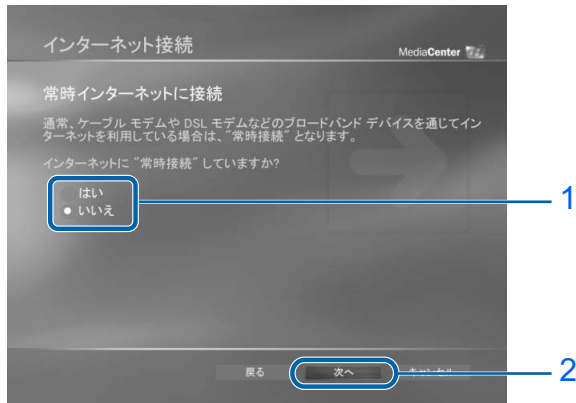 インターネット接続
MediaCenter
常時インターネットに接続
通常、ケーブル モデムや DSL モデムなどのブロードバンド デバイスを通じてイン
ターネットを利用している場合は、"常時接続" となります。
インターネットに "常時接続" していますか?
はい
いいえ
1
戻る
次へ
キャンセル
2